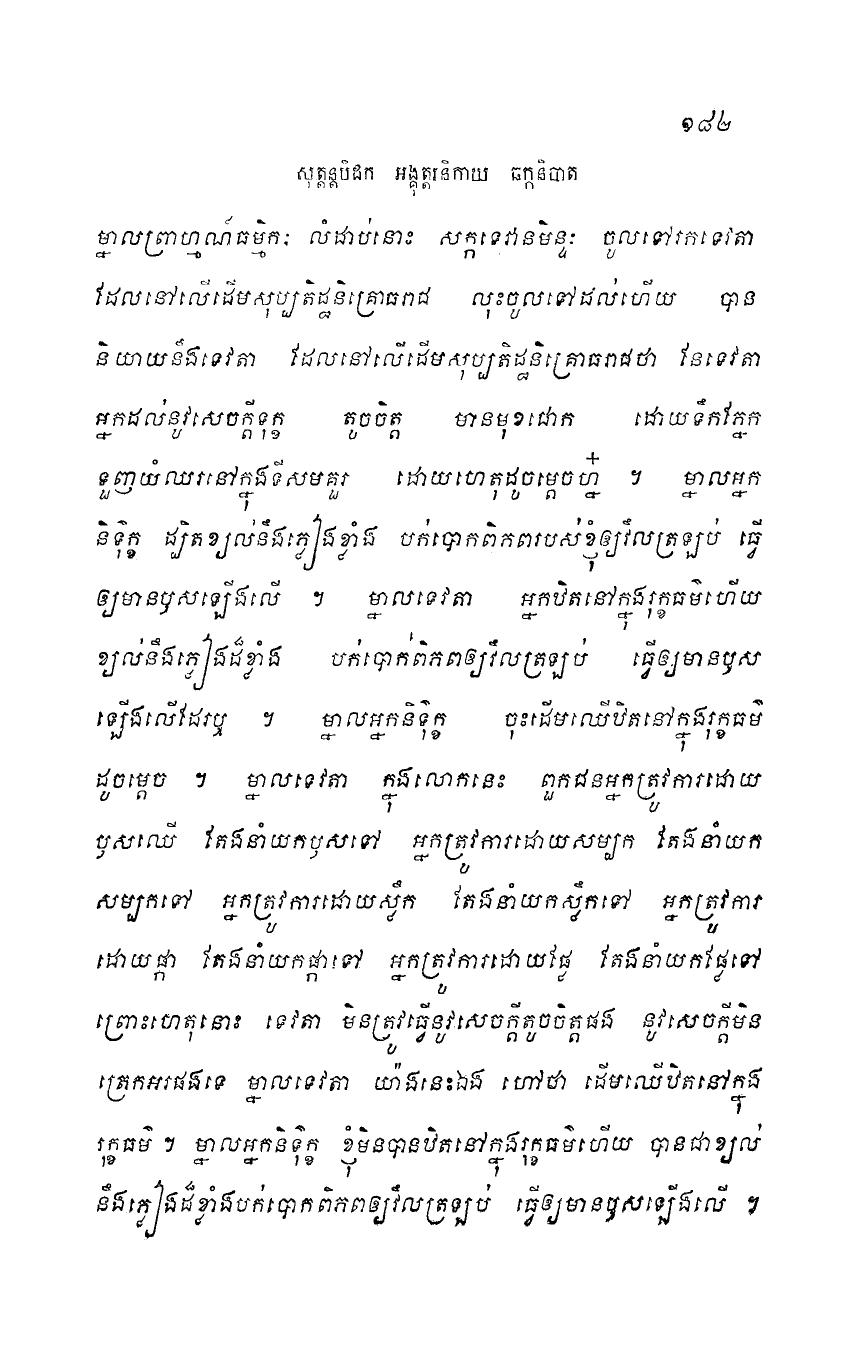 ១៨២
សុត្តន្តបិដក អង្គុត្តរនិកាយ ឆក្កនិបាត
ម្នាលព្រាហ្មណ៍ធម្មិកៈ លំដាប់នោះ សក្កទេវានមិន្ទៈ ចូលទៅរកទេវតា
ដែលនៅលើដើមសុប្បតិដ្ឋនិគ្រោធរាជ លុះចូលទៅដល់ហើយ បាន
និយាយនឹងទេវតា ដែលនៅលើដើមសុប្បតិដ្ឋនិគ្រោធរាជថា នែទេវតា
អ្នកដល់នូវសេចក្តីទុក្ខ តូចចិត្ត មានមុខជោក ដោយទឹកភ្នែក
ទួញយំឈរនៅក្នុងទីសមគួរ ដោយហេតុដូចម្តេចហ្ន៎ ។ ម្នាលអ្នក
និទ៌ុក្ខ ដ្បិតខ្យល់នឹងភ្លៀងខ្លាំង បក់បោកពិភពរបស់ខ្ញុំឲ្យវឹលត្រឡប់ ធ្វើ
ឲ្យមានឫសឡើងលើ ។ ម្នាលទេវតា អ្នកឋិតនៅក្នុងរុក្ខធម៌ហើយ
ខ្យល់នឹងភ្លៀងដ៏ខ្លាំង បក់បោកពិភពឲ្យវឹលត្រឡប់ ធ្វើឲ្យមានឫស
ឡើងលើដែរឬ ។ ម្នាលអ្នកនិទ៌ុក្ខ ចុះដើមឈើឋិតនៅក្នុងរុក្ខធម៌
ដូចម្តេច ។ ម្នាលទេវតា ក្នុងលោកនេះ ពួកជនអ្នកត្រូវការដោយ
ឫសឈើ តែងនាំយកឫសទៅ អ្នកត្រូវការដោយសម្បក តែងនាំយក
សម្បកទៅ អ្នកត្រូវការដោយស្លឹក តែងនាំយកស្លឹកទៅ អ្នកត្រូវការ
ដោយផ្កា តែងនាំយកផ្កាទៅ អ្នកត្រូវការដោយផ្លែ តែងនាំយកផ្លែទៅ
ព្រោះហេតុនោះ ទេវតា មិនត្រូវធ្វើនូវសេចក្តីតូចចិត្តផង នូវសេចក្តីមិន
ត្រេកអរផងទេ ម្នាលទេវតា យ៉ាងនេះឯង ហៅថា ដើមឈើឋិតនៅក្នុង
រុក្ខធម៌ ។ ម្នាលអ្នកនិទ៌ុក្ខ ខ្ញុំមិនបានឋិតនៅក្នុងរុក្ខធម៌ហើយ បានជាខ្យល់
នឹងភ្លៀងដ៏ខ្លាំងបក់បោកពិភពឲ្យវឹលត្រឡប់ ធ្វើឲ្យមានឫសឡើងលើ ។